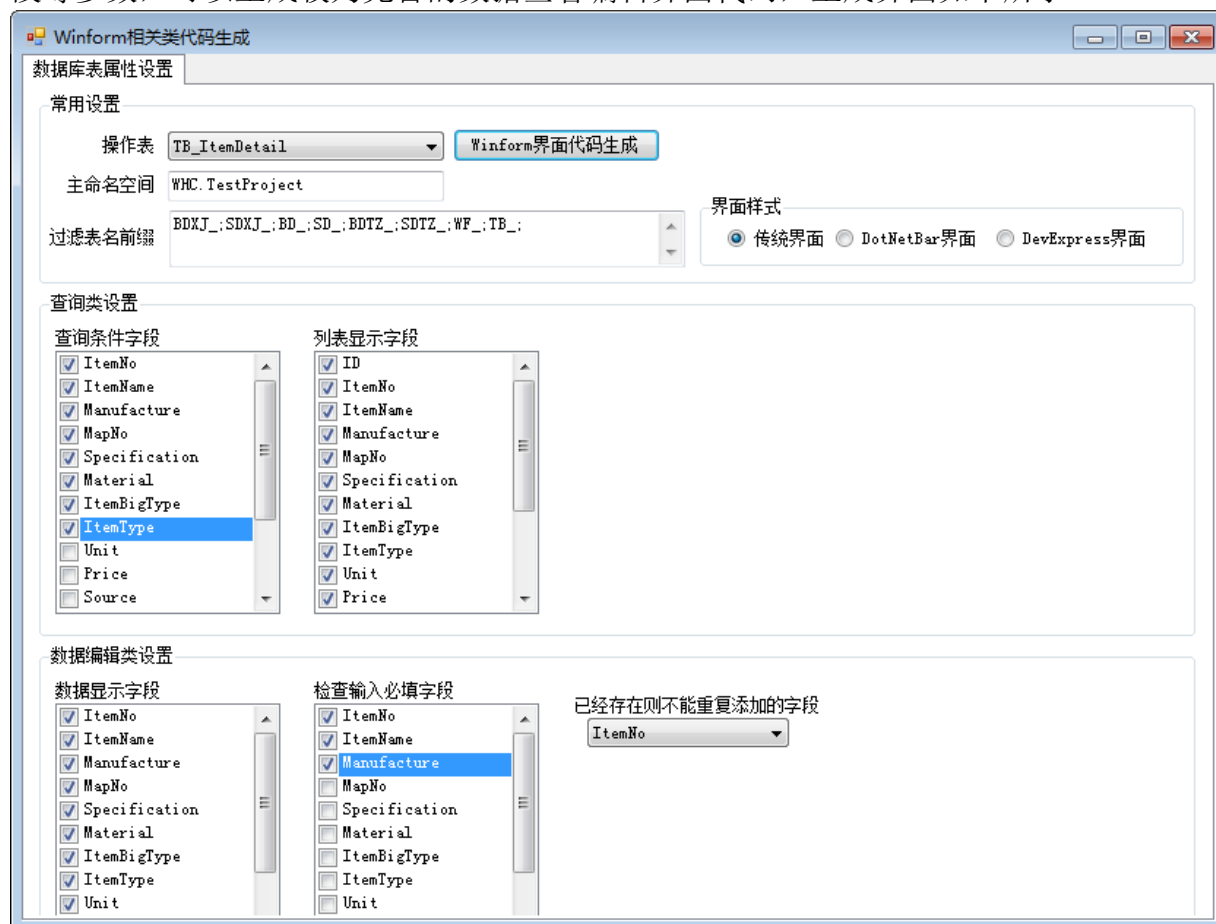 Winform相关类代码生成
数据库表属性设置
常用设置
操作表 TB_ItemDetail Winform界面代码生成
主命名空间 WHC.TestProject
过滤表名前缀 BDXJ_;SDXJ_;BD_;SD_;BDTZ_;SDTZ_;WF_;TB_;
界面样式
传统界面 DotNetBar界面 DevExpress界面
查询类设置
查询条件字段
ItemNo
ItemName
Manufacture
MapNo
Specification
Material
ItemBigType
ItemType
Unit
Price
Source
列表显示字段
ID
ItemNo
ItemName
Manufacture
MapNo
Specification
Material
ItemBigType
ItemType
Unit
Price
数据编辑类设置
数据显示字段
ItemNo
ItemName
Manufacture
MapNo
Specification
Material
ItemBigType
ItemType
Unit
检查输入必填字段
ItemNo
ItemName
Manufacture
MapNo
Specification
Material
ItemBigType
ItemType
Unit
已经存在则不能重复添加的字段
ItemNo